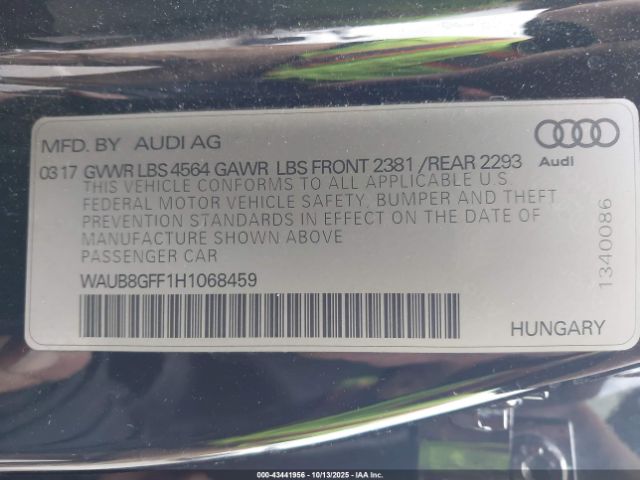 MFD. BY AUDI AG
Audi
03 17 GVWR LBS 4564 GAWR LBS FRONT 2381 / REAR 2293
THIS VEHICLE CONFORMS TO ALL APPLICABLE U.S
FEDERAL MOTOR VEHICLE SAFETY, BUMPER AND THEFT
PREVENTION STANDARDS IN EFFECT ON THE DATE OF
MANUFACTURE SHOWN ABOVE
PASSENGER CAR
WAUB8GFF1H1068459
1340086
HUNGARY
000-43441956 - 10/13/2025 - © IAA, Inc.